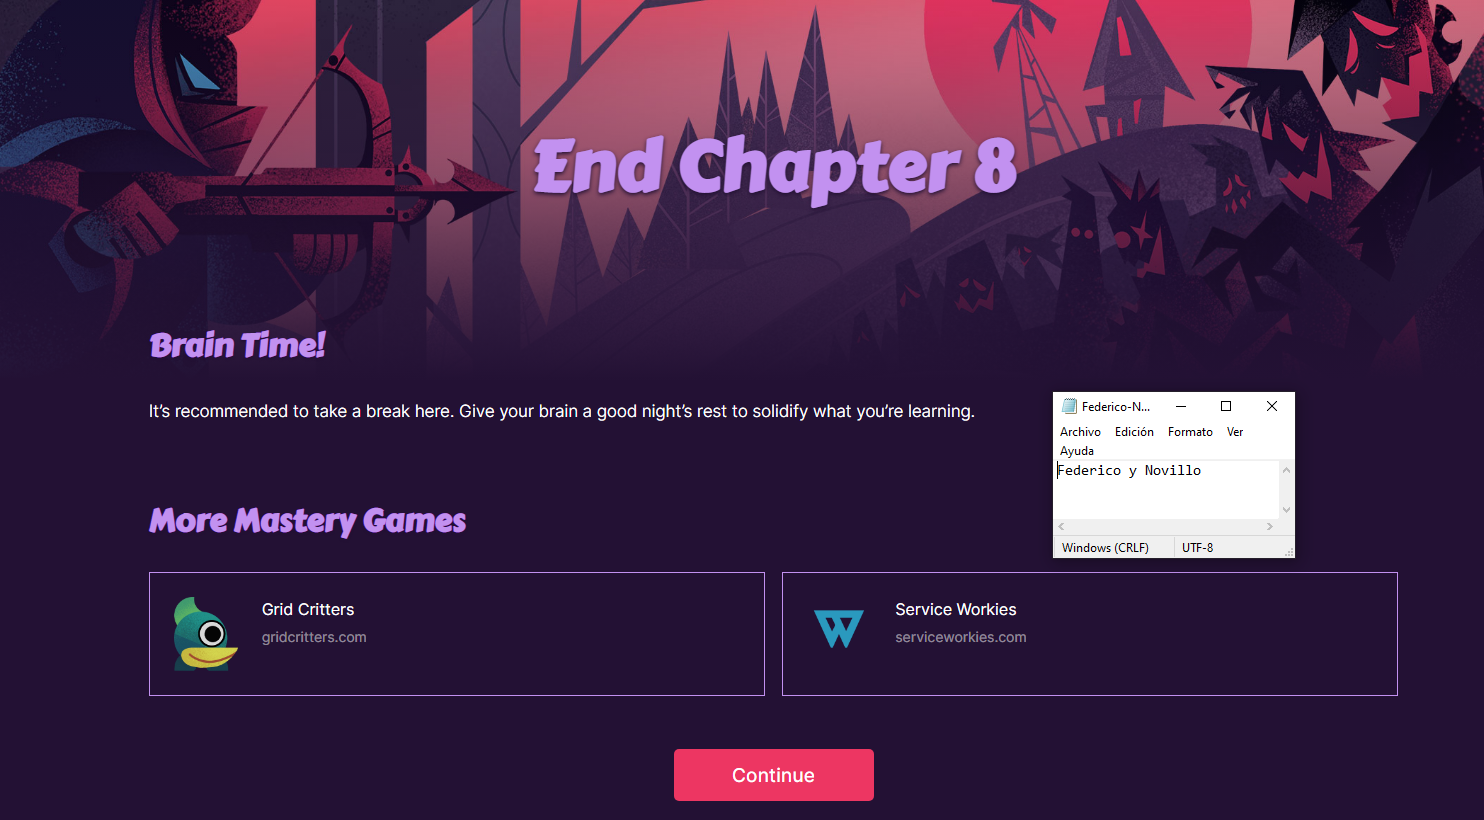 End Chapter 8
Brain Time!
It's recommended to take a break here. Give your brain a good night's rest to solidify what you're learning.
Federico-N...
Archivo Edición Formato Ver
Ayuda
Federico y Novillo
Windows (CRLF) UTF-8
More Mastery Games
Grid Critters
gridcritters.com
Service Workies
serviceworkies.com
Continue